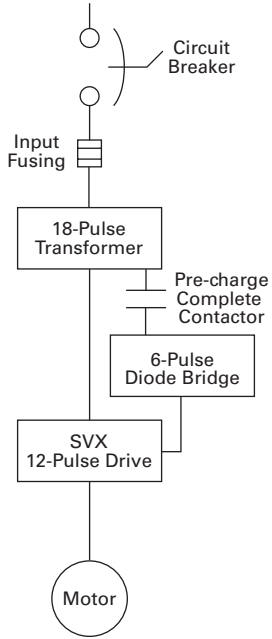 Circuit
Breaker
Input
Fusing
18-Pulse
Transformer
Pre-charge
Complete
Contactor
6-Pulse
Diode Bridge
SVX
12-Pulse Drive
Motor